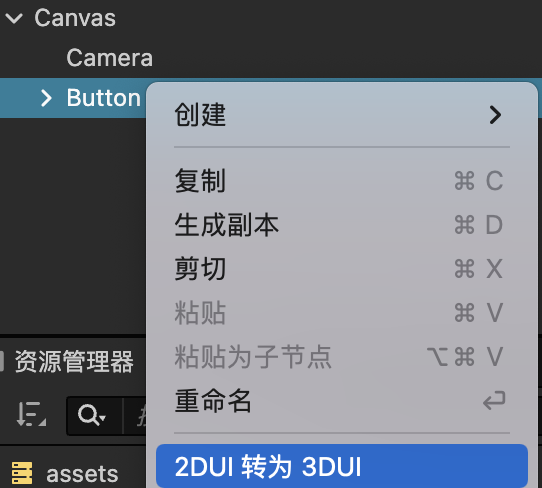 Canvas
Camera
Button
创建
复制 ⌘ C
生成副本 ⌘ D
剪切 ⌘ X
粘贴 ⌘ V
粘贴为子节点 ⌥⌘ V
重命名 ↩
资源管理器
2DUI 转为 3DUI
assets